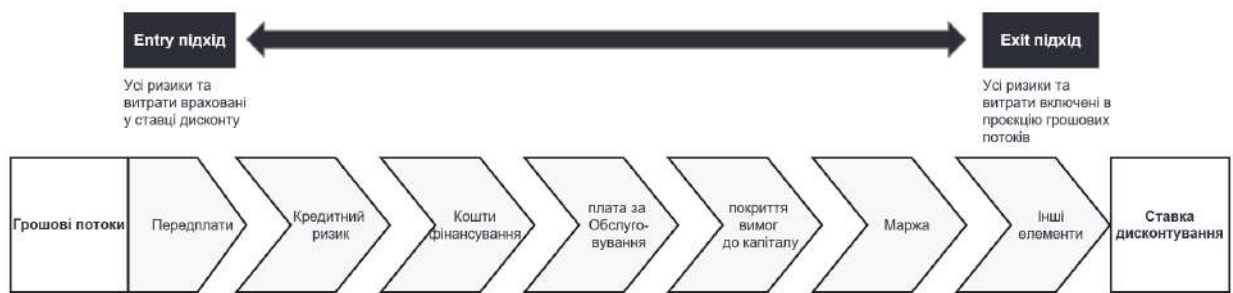 Entry підхід
Exit підхід
Усі ризики та
витрати враховані
у ставці дисконту
Усі ризики та
витрати включені в
проєкцію грошових
потоків
Грошові потоки
Передплати
Кредитний
ризик
Кошти
фінансування
плата за
Обслуго-
вування
покриття
вимог
до капіталу
Маржа
Інші
елементи
Ставка
дисконтування